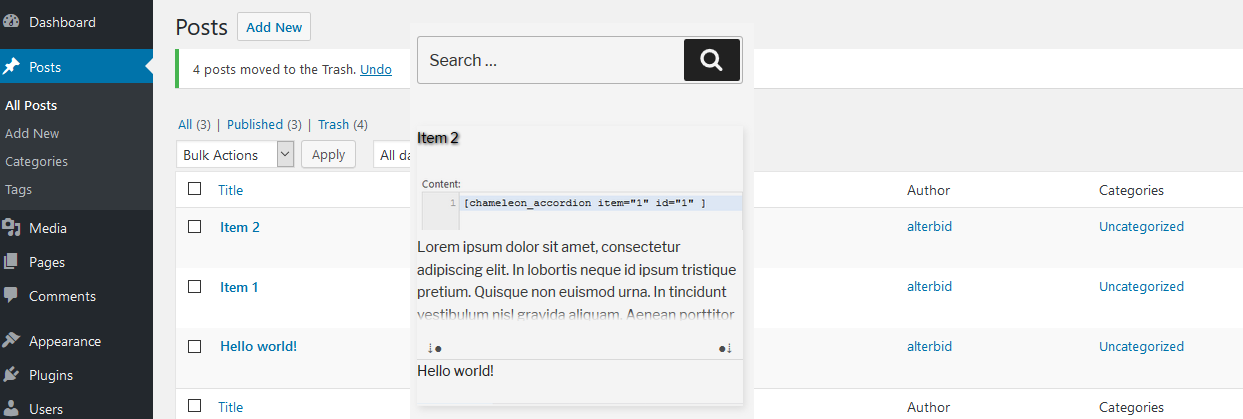 Dashboard
Posts
All Posts
Add New
Categories
Tags
Media
Pages
Comments
Appearance
Plugins
Users
Posts Add New
4 posts moved to the Trash. Undo
All (3) | Published (3) | Trash (4)
Bulk Actions Apply All da
Title Author Categories
Item 2 alterbid Uncategorized
Item 1 alterbid Uncategorized
Hello world! alterbid Uncategorized
Title Author Categories
Search ...
Item 2
Content:
1 [chameleon_accordion item="1" id="1" ]
Lorem ipsum dolor sit amet, consectetur
adipiscing elit. In lobortis neque id ipsum tristique
pretium. Quisque non euismod urna. In tincidunt
vestibulum nisl gravida aliquam. Aenean porttitor
Hello world!